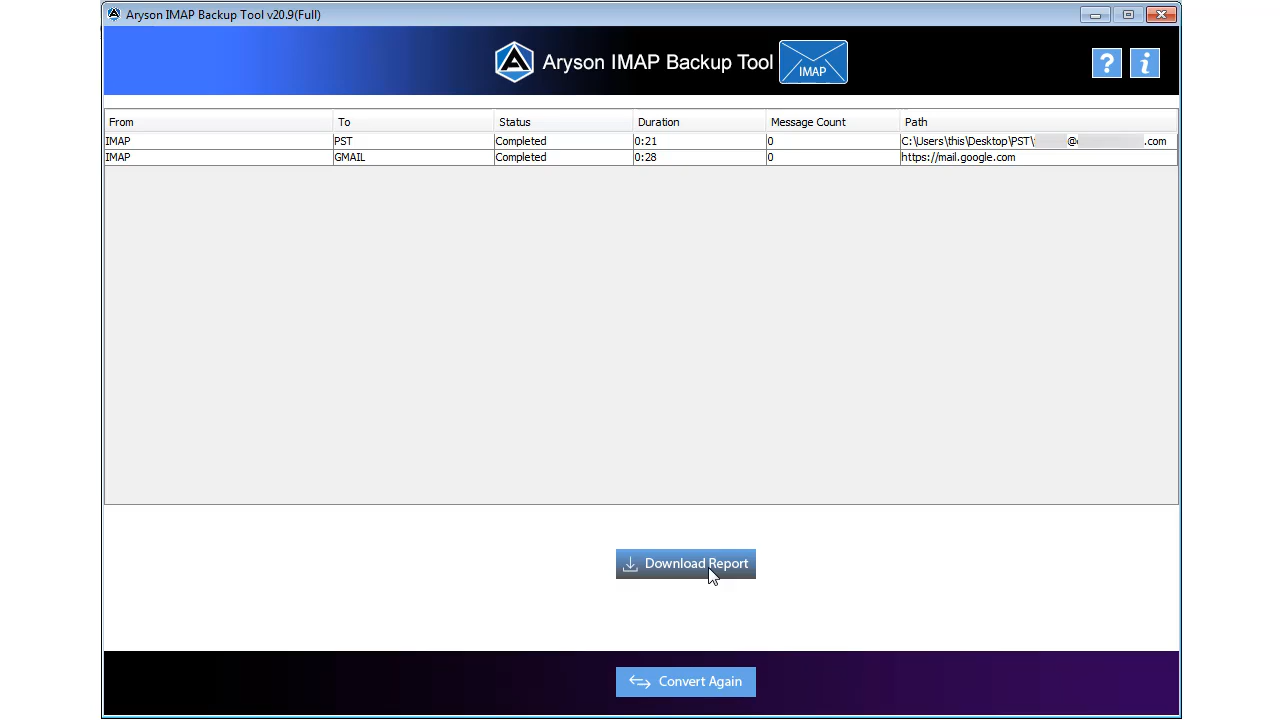 Aryson IMAP Backup Tool v20.9(Full)
Aryson IMAP Backup Tool IMAP ? i
From To Status Duration Message Count Path
IMAP PST Completed 0:21 0 C:\Users\this\Desktop\PST\ @ .com
IMAP GMAIL Completed 0:28 0 https://mail.google.com
Download Report
Convert Again